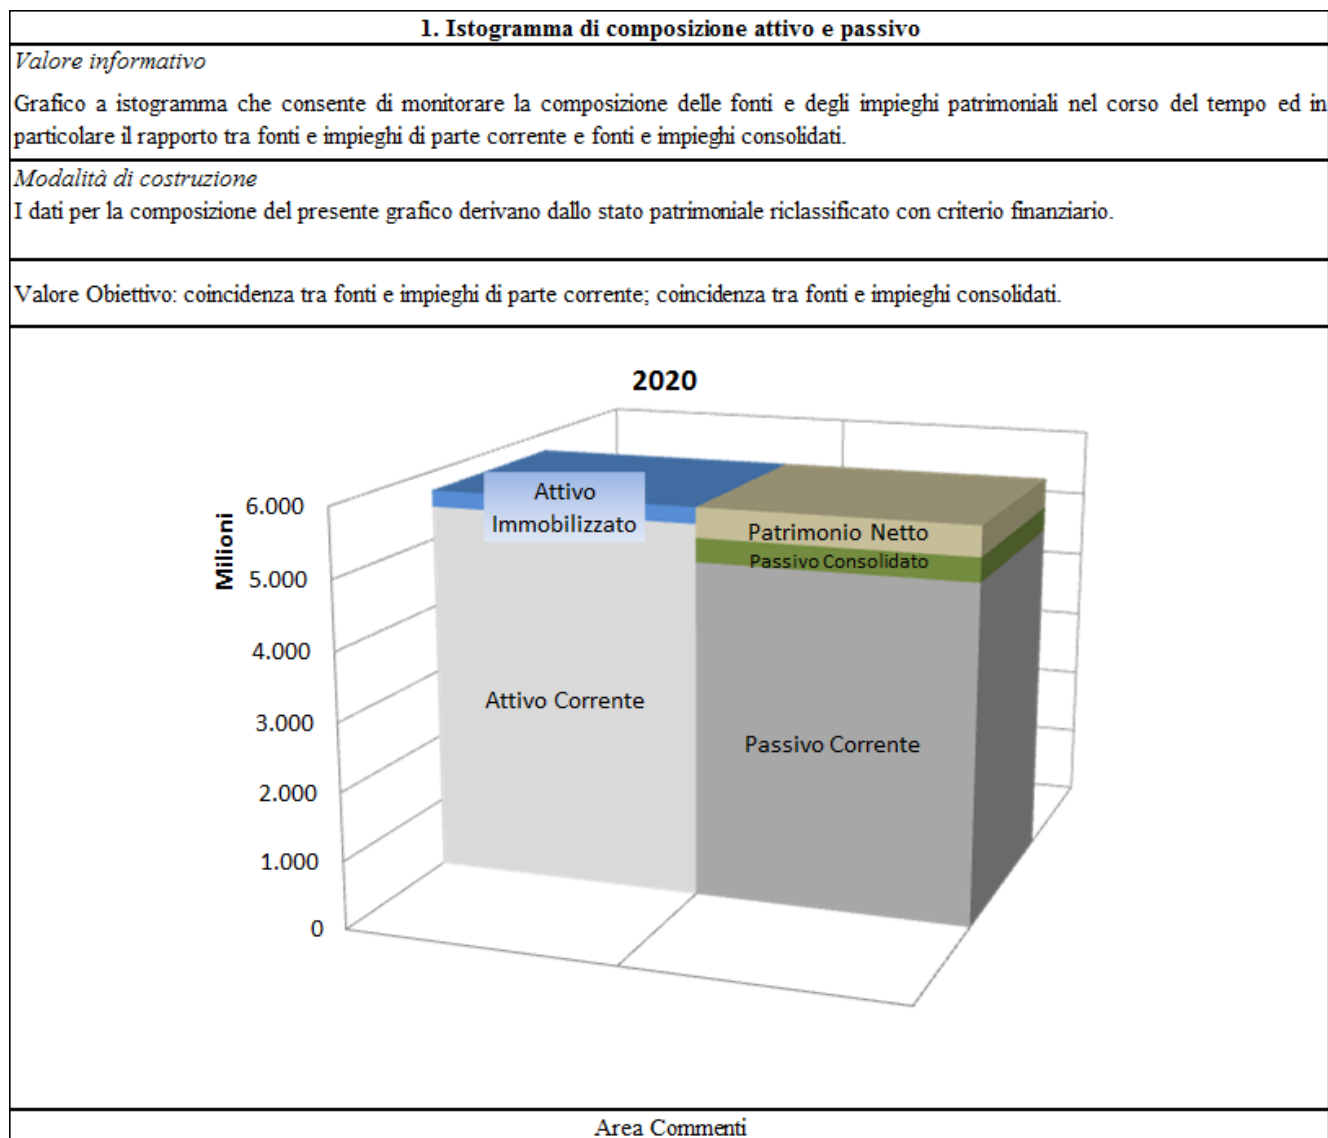 1. Istogramma di composizione attivo e passivo
Valore informativo
Grafico a istogramma che consente di monitorare la composizione delle fonti e degli impieghi patrimoniali nel corso del tempo ed in
particolare il rapporto tra fonti e impieghi di parte corrente e fonti e impieghi consolidati.
Modalità di costruzione
I dati per la composizione del presente grafico derivano dallo stato patrimoniale riclassificato con criterio finanziario.
Valore Obiettivo: coincidenza tra fonti e impieghi di parte corrente; coincidenza tra fonti e impieghi consolidati.
2020
Milioni
6.000
5.000
4.000
3.000
2.000
1.000
0
Attivo
Immobilizzato
Patrimonio Netto
Passivo Consolidato
Attivo Corrente
Passivo Corrente
Area Commenti